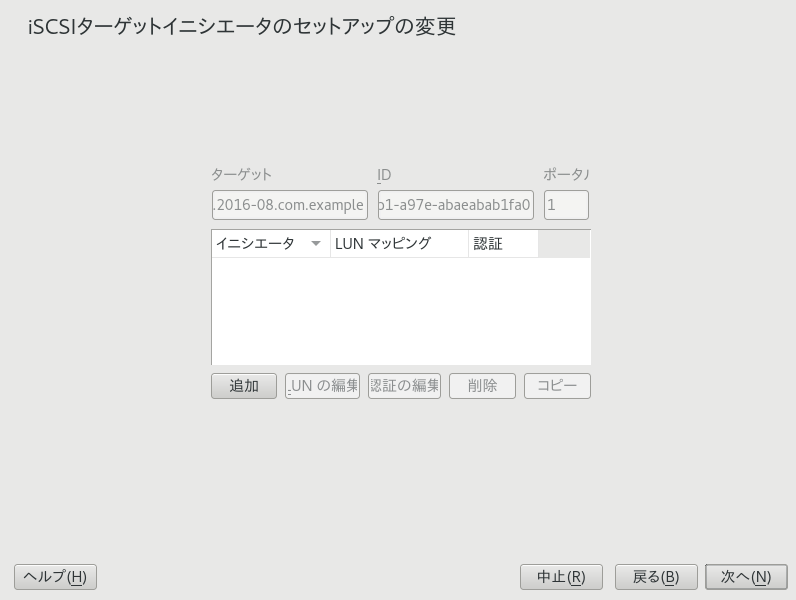 iSCSIターゲットイニシエータのセットアップの変更
ターゲット ID ポータル
.2016-08.com.example b1-a97e-abaeabab1fa0 1
イニシエータ LUN マッピング 認証
追加 LUN の編集 認証の編集 削除 コピー
ヘルプ(H) 中止(R) 戻る(B) 次へ(N)